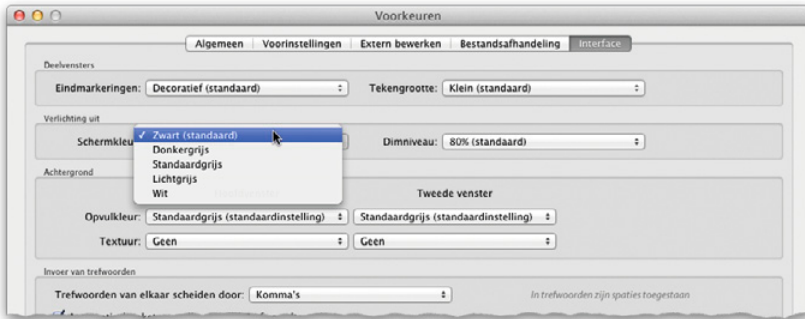 Voorkeuren
Algemeen Voorinstellingen Extern bewerken Bestandsafhandeling Interface
Deelvensters
Eindmarkeringen: Decoratief (standaard) Tekengrootte: Klein (standaard)
Verlichting uit
Schermkleu ✓ Zwart (standaard) Dimniveau: 80% (standaard)
Donkergrijs
Standaardgrijs
Achtergrond
Lichtgrijs
Wit
Tweede venster
Opvulkleur: Standaardgrijs (standaardinstelling) Standaardgrijs (standaardinstelling)
Textuur: Geen Geen
Invoer van trefwoorden
Trefwoorden van elkaar scheiden door: Komma's In trefwoorden zijn spaties toegestaan